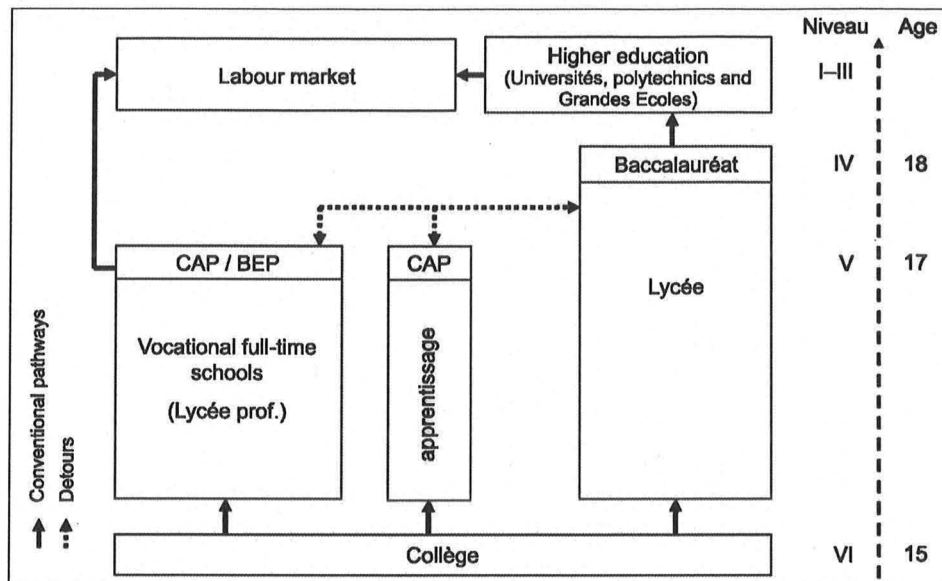 Niveau Age
Labour market
Higher education
(Universités, polytechnics and
Grandes Ecoles)
I–III
Baccalauréat
IV 18
CAP / BEP
CAP
V 17
Lycée
Vocational full-time
schools
(Lycée prof.)
apprentissage
Conventional pathways
Detours
Collège
VI 15